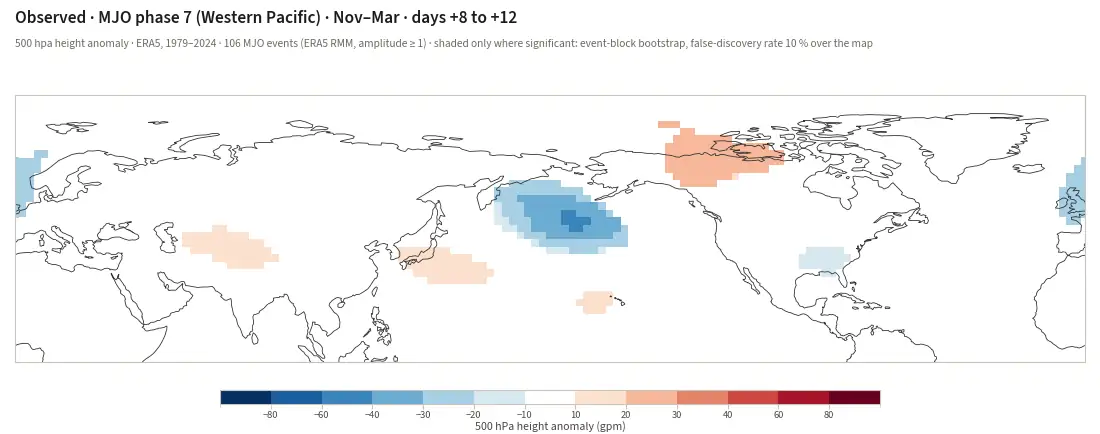 Observed · MJO phase 7 (Western Pacific) · Nov–Mar · days +8 to +12
500 hpa height anomaly · ERA5, 1979–2024 · 106 MJO events (ERA5 RMM, amplitude ≥ 1) · shaded only where significant: event-block bootstrap, false-discovery rate 10 % over the map
−80 −60 −40 −30 −20 −10 10 20 30 40 60 80
500 hpa height anomaly (gpm)